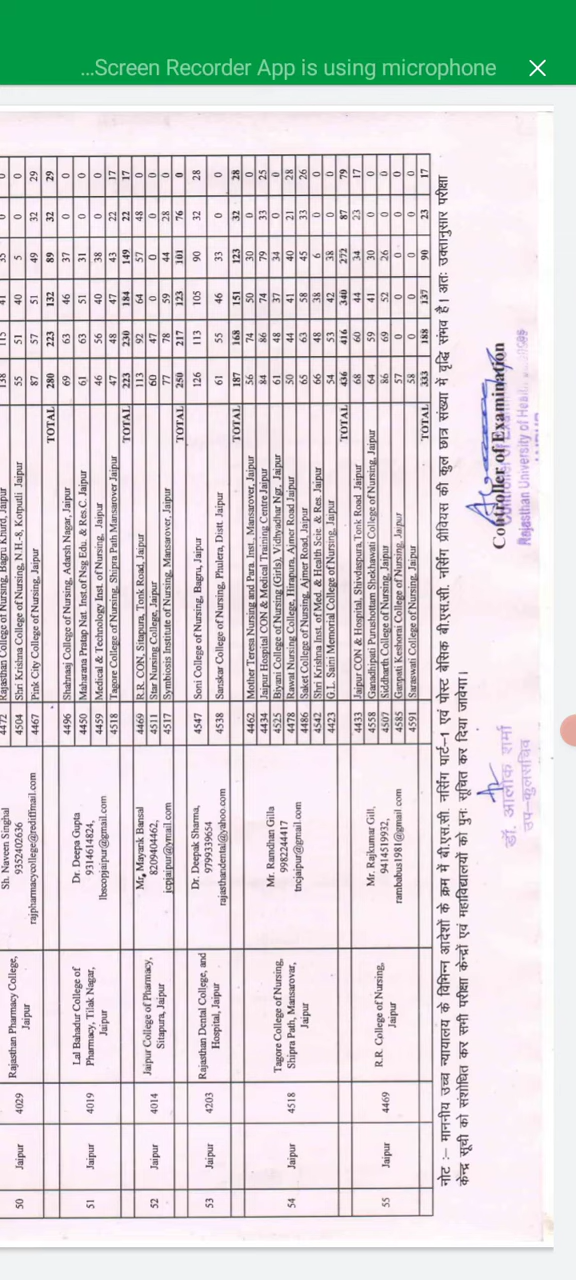 ...Screen Recorder App is using microphone
50 Jaipur 4029 Rajasthan Pharmacy College, Jaipur Sh. Naveen Singhal 9352402636 rajpharmacycollege@rediffmail.com
4472 Rajasthan College of Nursing, Bagru Khurd, Jaipur 138 115 41 35 0 0
4504 Shri Krishna College of Nursing, N.H.-8, Kotputli Jaipur 55 51 40 5 0 0
4467 Pink City College of Nursing, Jaipur 87 57 51 49 32 29
TOTAL 280 223 132 89 32 29
51 Jaipur 4019 Lal Bahadur College of Pharmacy, Tilak Nagar, Jaipur Dr. Deepa Gupta 9314614824, lbscopjaipur@gmail.com
4496 Shahnaaj College of Nursing, Adarsh Nagar, Jaipur 69 63 46 37 0 0
4450 Maharana Pratap Nat. Inst.of Nsg Edu. & Res.C. Jaipur 61 63 51 31 0 0
4459 Medical & Technology Inst. of Nursing, Jaipur 46 56 40 38 0 0
4518 Tagore College of Nursing, Shipra Path Mansarover Jaipur 47 48 47 43 22 17
TOTAL 223 230 184 149 22 17
52 Jaipur 4014 Jaipur College of Pharmacy, Sitapura, Jaipur Mr. Mayank Bansal 8209404462, jcpjaipur@ymail.com
4469 R.R. CON, Sitapura, Tonk Road, Jaipur 113 92 64 57 48 0
4511 Star Nursing College, Jaipur 60 47 0 0 0 0
4517 Symbiosis Institute of Nursing, Mansarover, Jaipur 77 78 59 44 28 0
TOTAL 250 217 123 101 76 0
53 Jaipur 4203 Rajasthan Dental College, and Hospital, Jaipur Dr. Deepak Sharma, 9799339654 rajasthandental@yahoo.com
4547 Soni College of Nursing, Bagru, Jaipur 126 113 105 90 32 28
4538 Sanskar College of Nursing, Phulera, Distt. Jaipur 61 55 46 33 0 0
TOTAL 187 168 151 123 32 28
54 Jaipur 4518 Tagore College of Nursing, Shipra Path, Mansarovar, Jaipur Mr. Ramdhan Gilla 9982244417 tncjaipur@gmail.com
4462 Mother Teresa Nursing and Para. Inst., Mansarover, Jaipur 56 74 50 30 0 0
4434 Jaipur Hospital CON & Medical Training Centre Jaipur 84 86 74 79 33 25
4525 Biyani College of Nursing (Girls), Vidhyadhar Ngr, Jaipur 61 48 37 34 0 0
4478 Rawat Nursing College, Hirapura, Ajmer Road Jaipur 50 44 41 40 21 28
4486 Saket College of Nursing, Ajmer Road, Jaipur 65 63 58 45 33 26
4542 Shri Krishna Inst. of Med. & Health Scie. & Res. Jaipur 66 48 38 6 0 0
4423 G.L. Saini Memorial College of Nursing, Jaipur 54 53 42 38 0 0
TOTAL 436 416 340 272 87 79
55 Jaipur 4469 R.R. College of Nursing, Jaipur Mr. Rajkumar Gill, 9414519932, rambabus1981@gmail com
4433 Jaipur CON & Hospital, Shivdaspura, Tonk Road Jaipur 68 60 44 34 23 17
4558 Ganadhipati Purushottam Shekhawati College of Nursing, Jaipur 64 59 41 30 0 0
4507 Siddharth College of Nursing, Jaipur 86 69 52 26 0 0
4585 Ganpati Keshorai College of Nursing, Jaipur 57 0 0 0 0 0
4591 Saraswati College of Nursing, Jaipur 58 0 0 0 0 0
TOTAL 333 188 137 90 23 17
नोट :– माननीय उच्च न्यायालय के विभिन्न आदेशों के क्रम में बी.एस.सी. नर्सिंग पार्ट–1 एवं पोस्ट बेसिक बी.एस.सी. नर्सिंग प्रीवियस की कुल छात्र संख्या में वृद्धि संभव है। अतः उक्तानुसार परीक्षा
केन्द्र सूची को संशोधित कर सभी परीक्षा केन्द्रों एवं महाविद्यालयों को पुनः सूचित कर दिया जावेगा।
Controller of Examination
Rajasthan University of Health Sciences
JAIPUR
डॉ. आलोक शर्मा
उप–कुलसचिव